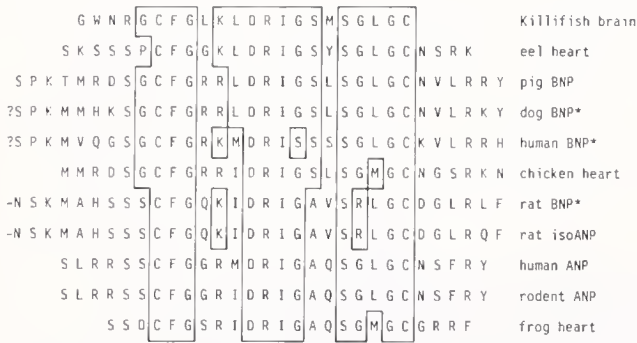 G W N R G C F G L K L D R I G S M S G L G C Killifish brain
S K S S S P C F G G K L D R I G S Y S G L G C N S R K eel heart
S P K T M R D S G C F G R R L D R I G S L S G L G C N V L R R Y pig BNP
?S P K M M H K S G C F G R R L D R I G S L S G L G C N V L R K Y dog BNP*
?S P K M V Q G S G C F G R K M D R I S S S S G L G C K V L R R H human BNP*
M M R D S G C F G R R I D R I G S L S G M G C N G S R K N chicken heart
-N S K M A H S S S C F G Q K I D R I G A V S R L G C D G L R L F rat BNP*
-N S K M A H S S S C F G Q K I D R I G A V S R L G C D G L R Q F rat isoANP
S L R R S S C F G G R M D R I G A Q S G L G C N S F R Y human ANP
S L R R S S C F G G R I D R I G A Q S G L G C N S F R Y rodent ANP
S S D C F G S R I D R I G A Q S G M G C G R R F frog heart